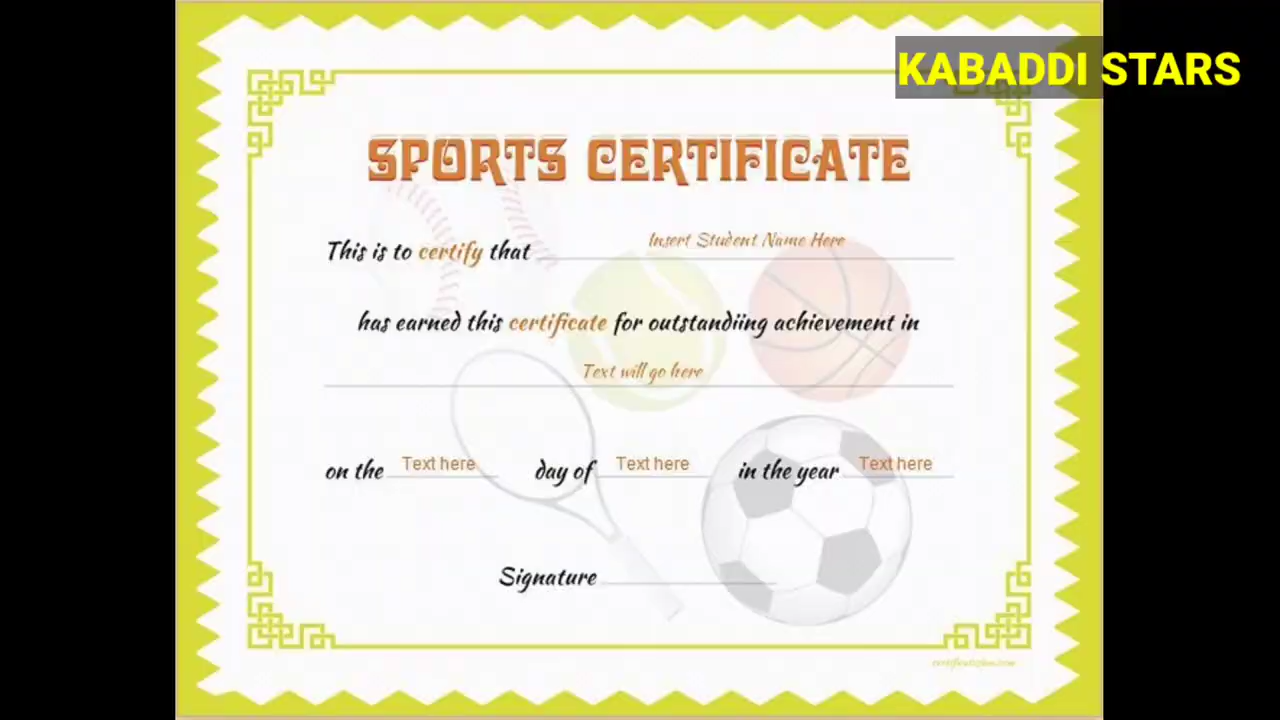 KABADDI STARS
SPORTS CERTIFICATE
Insert Student Name Here
This is to certify that
has earned this certificate for outstandiing achievement in
Text will go here
on the Text here day of Text here in the year Text here
Signature